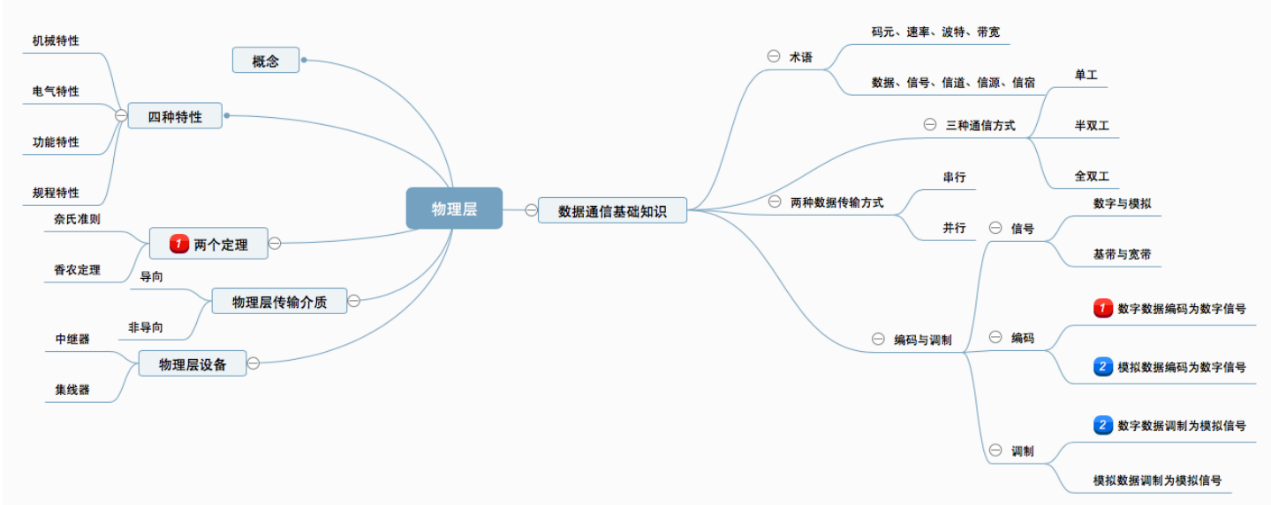 物理层
概念
四种特性
机械特性
电气特性
功能特性
规程特性
1 两个定理
奈氏准则
香农定理
物理层传输介质
导向
非导向
物理层设备
中继器
集线器
数据通信基础知识
术语
码元、速率、波特、带宽
数据、信号、信道、信源、信宿
三种通信方式
单工
半双工
全双工
两种数据传输方式
串行
并行
编码与调制
信号
数字与模拟
基带与宽带
编码
1 数字数据编码为数字信号
2 模拟数据编码为数字信号
调制
2 数字数据调制为模拟信号
模拟数据调制为模拟信号